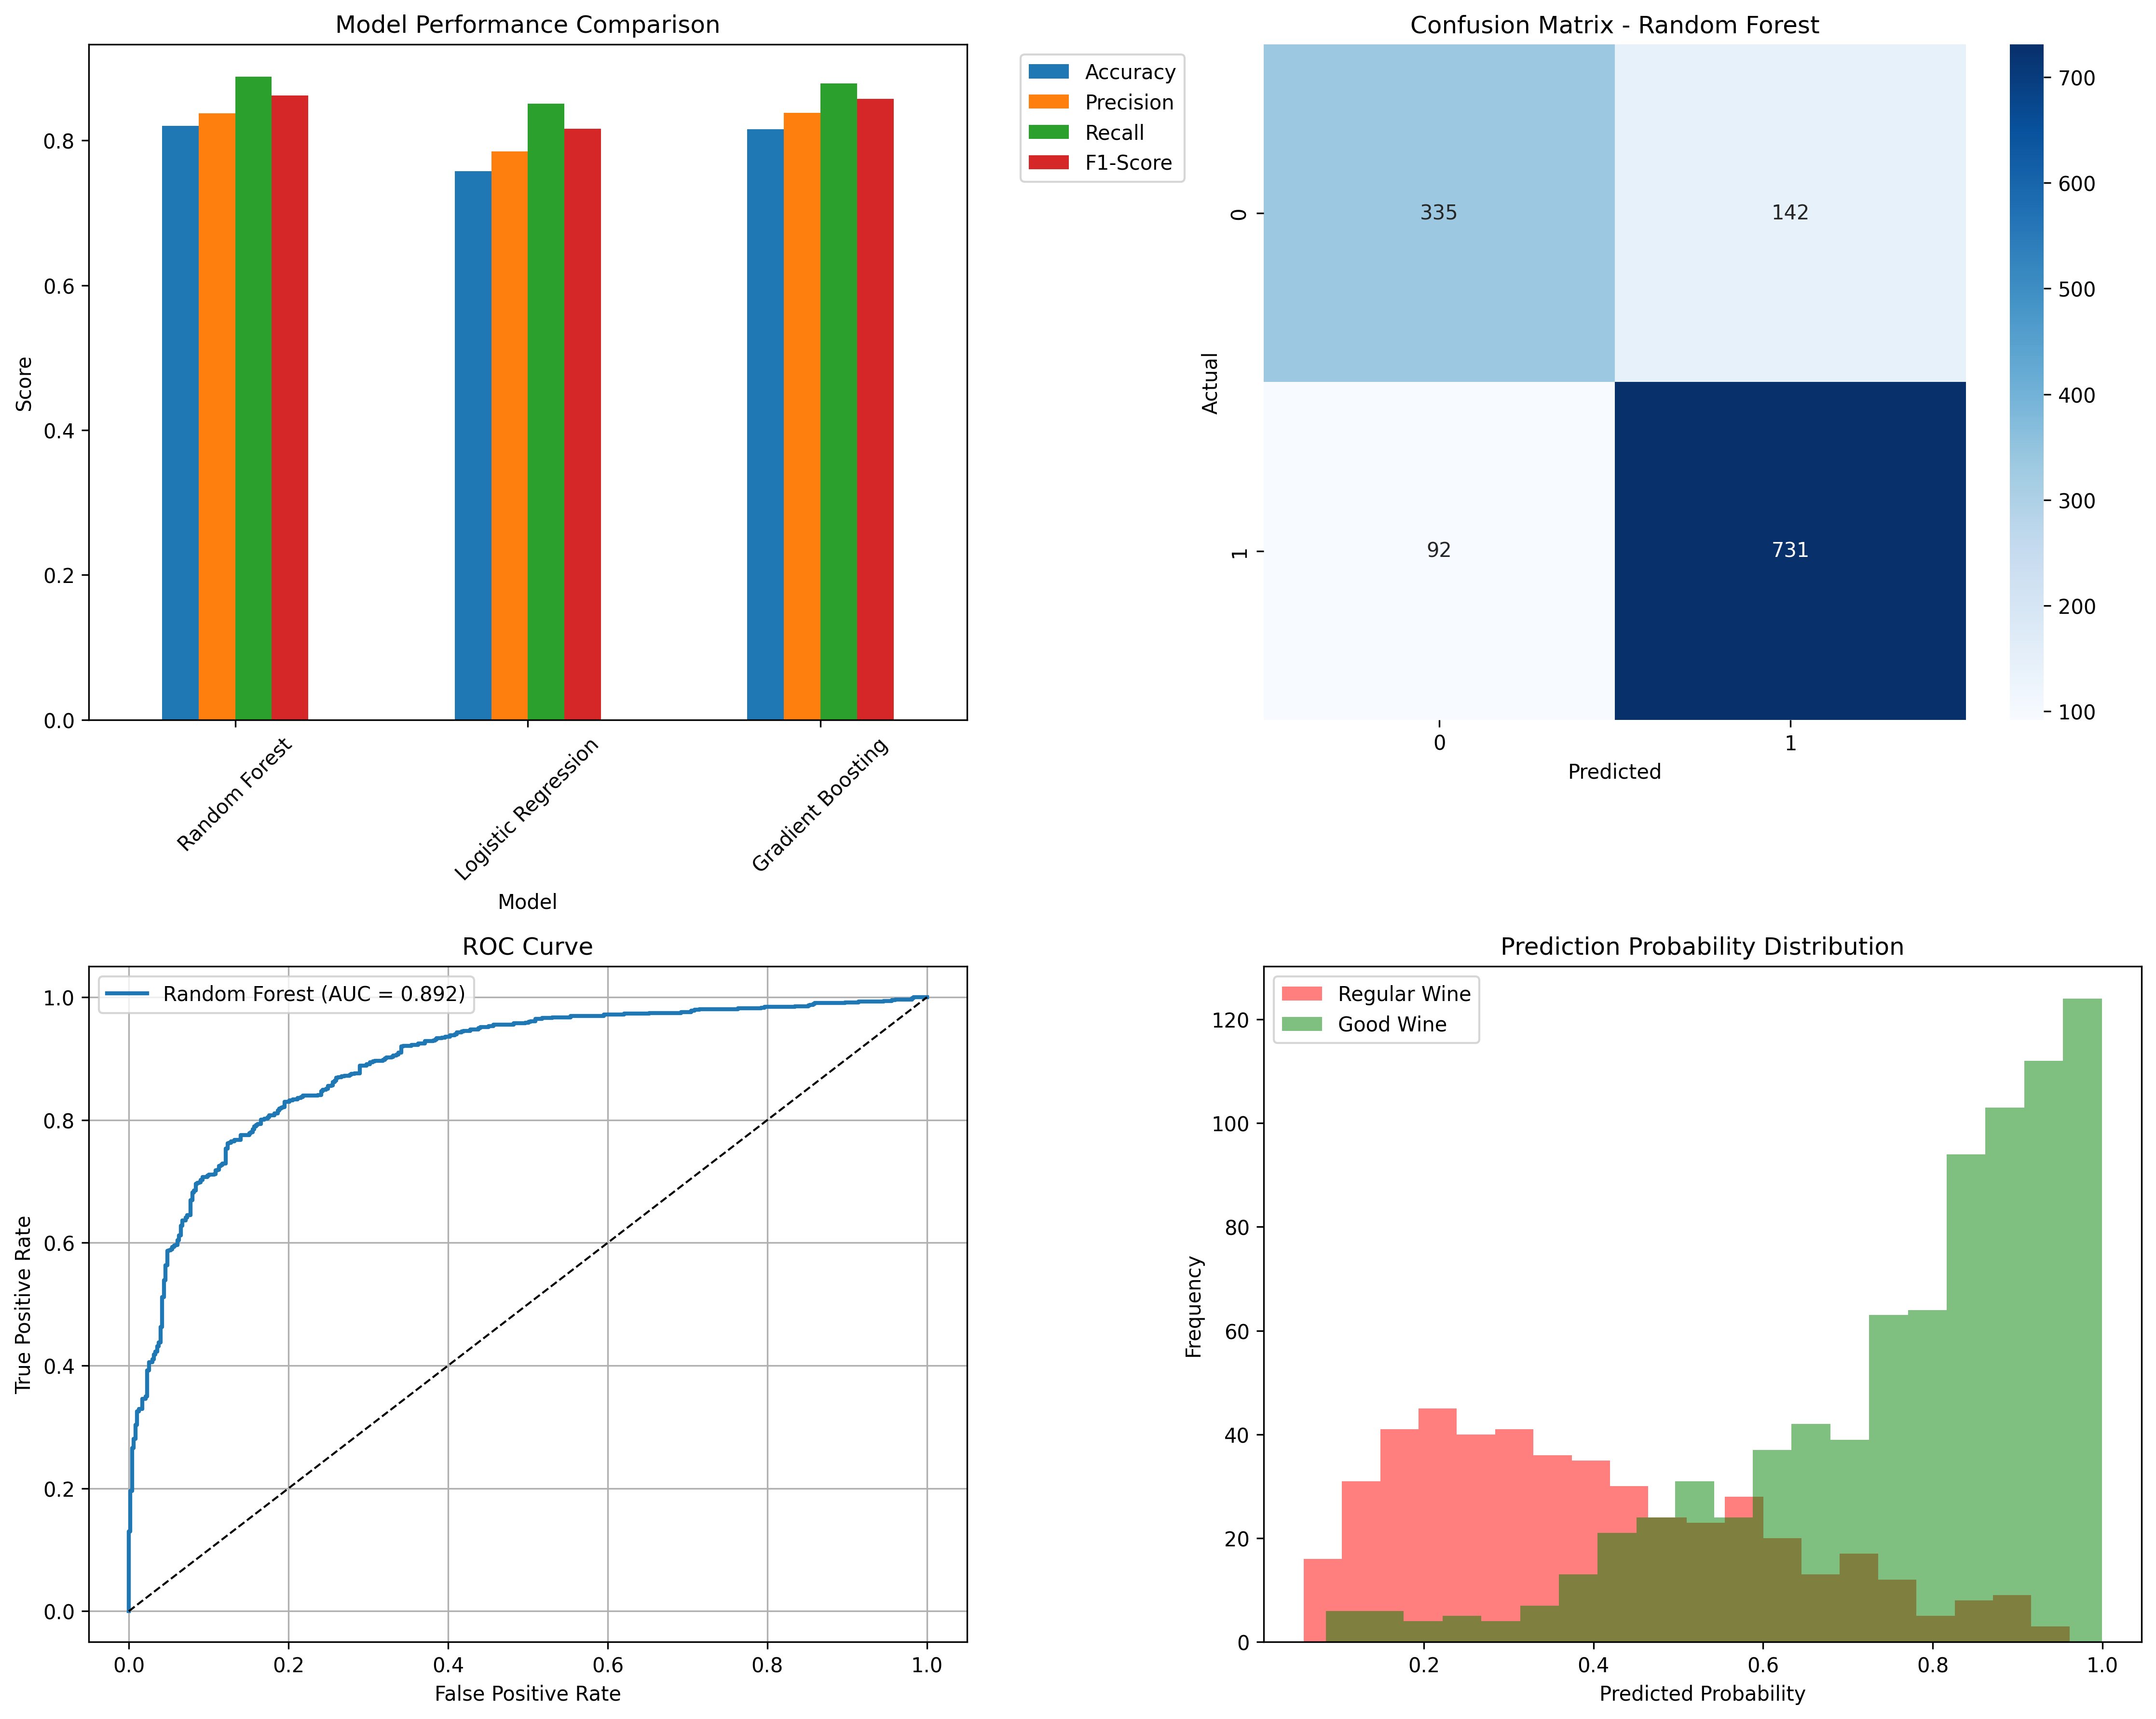 Model Performance Comparison
Score
0.8
0.6
0.4
0.2
0.0
Random Forest
Logistic Regression
Gradient Boosting
Model
Accuracy
Precision
Recall
F1-Score
Confusion Matrix - Random Forest
Actual
0
1
335
142
92
731
0
1
Predicted
700
600
500
400
300
200
100
ROC Curve
Random Forest (AUC = 0.892)
True Positive Rate
1.0
0.8
0.6
0.4
0.2
0.0
0.0
0.2
0.4
0.6
0.8
1.0
False Positive Rate
Prediction Probability Distribution
Regular Wine
Good Wine
Frequency
120
100
80
60
40
20
0
0.2
0.4
0.6
0.8
1.0
Predicted Probability